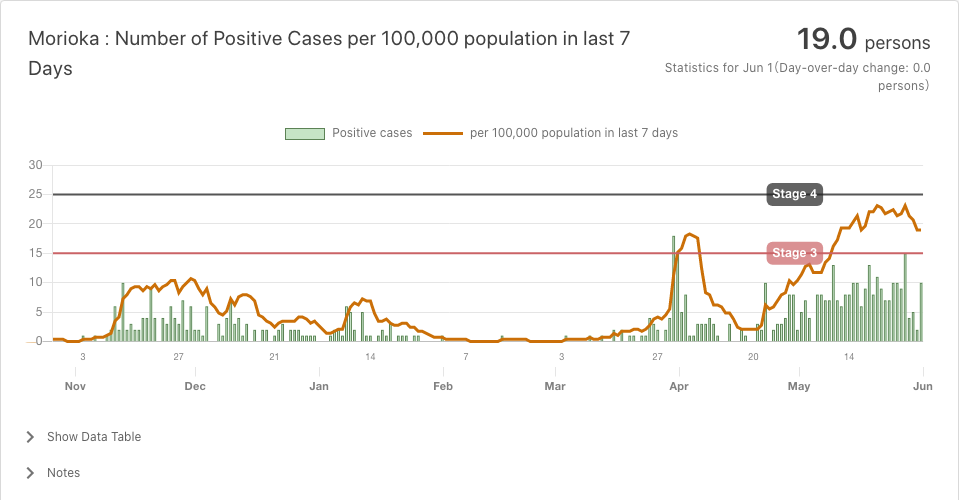 Morioka : Number of Positive Cases per 100,000 population in last 7
Days
19.0 persons
Statistics for Jun 1(Day-over-day change: 0.0
persons)
Positive cases
per 100,000 population in last 7 days
30
25
20
15
10
5
0
Stage 4
Stage 3
3 27 21 14 7 3 27 20 14
Nov Dec Jan Feb Mar Apr May Jun
Show Data Table
Notes